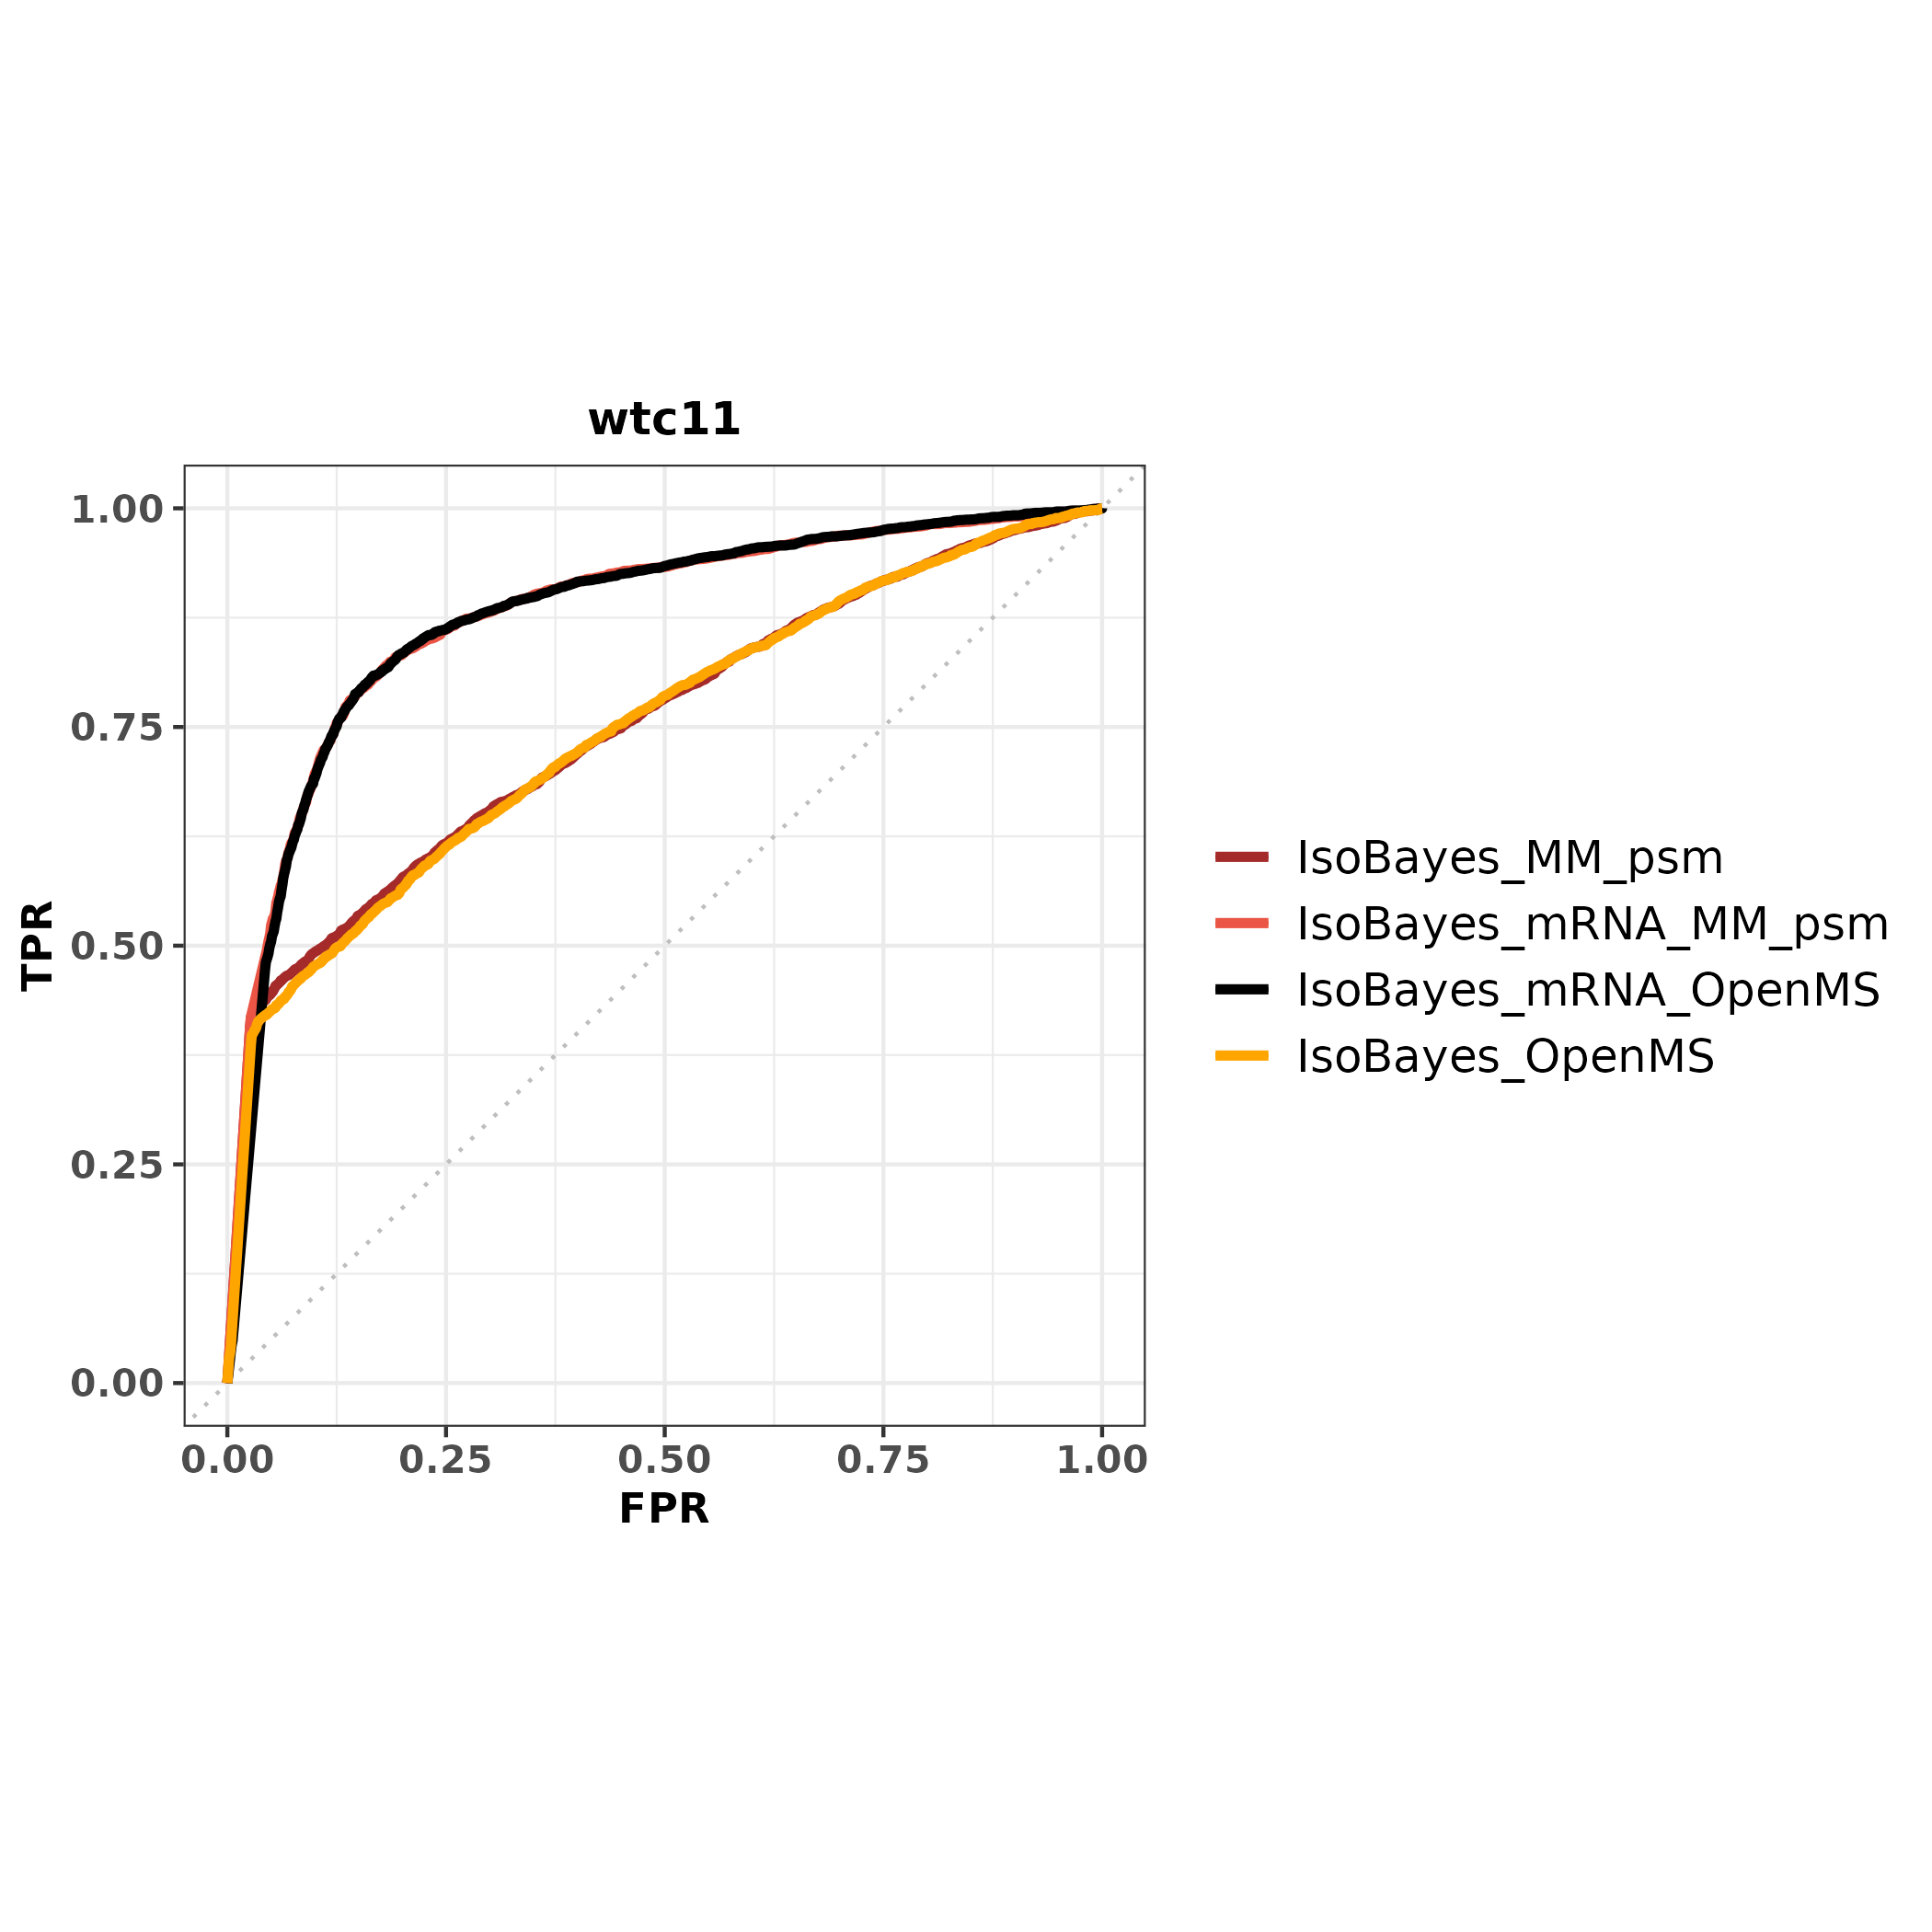 wtc11
1.00
0.75
0.50
0.25
0.00
TPR
0.00 0.25 0.50 0.75 1.00
FPR
IsoBayes_MM_psm
IsoBayes_mRNA_MM_psm
IsoBayes_mRNA_OpenMS
IsoBayes_OpenMS